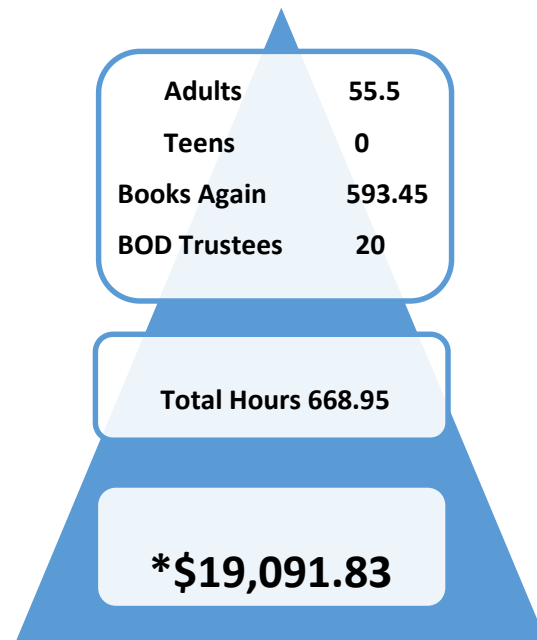 Adults 55.5
Teens 0
Books Again 593.45
BOD Trustees 20
Total Hours 668.95
*$19,091.83